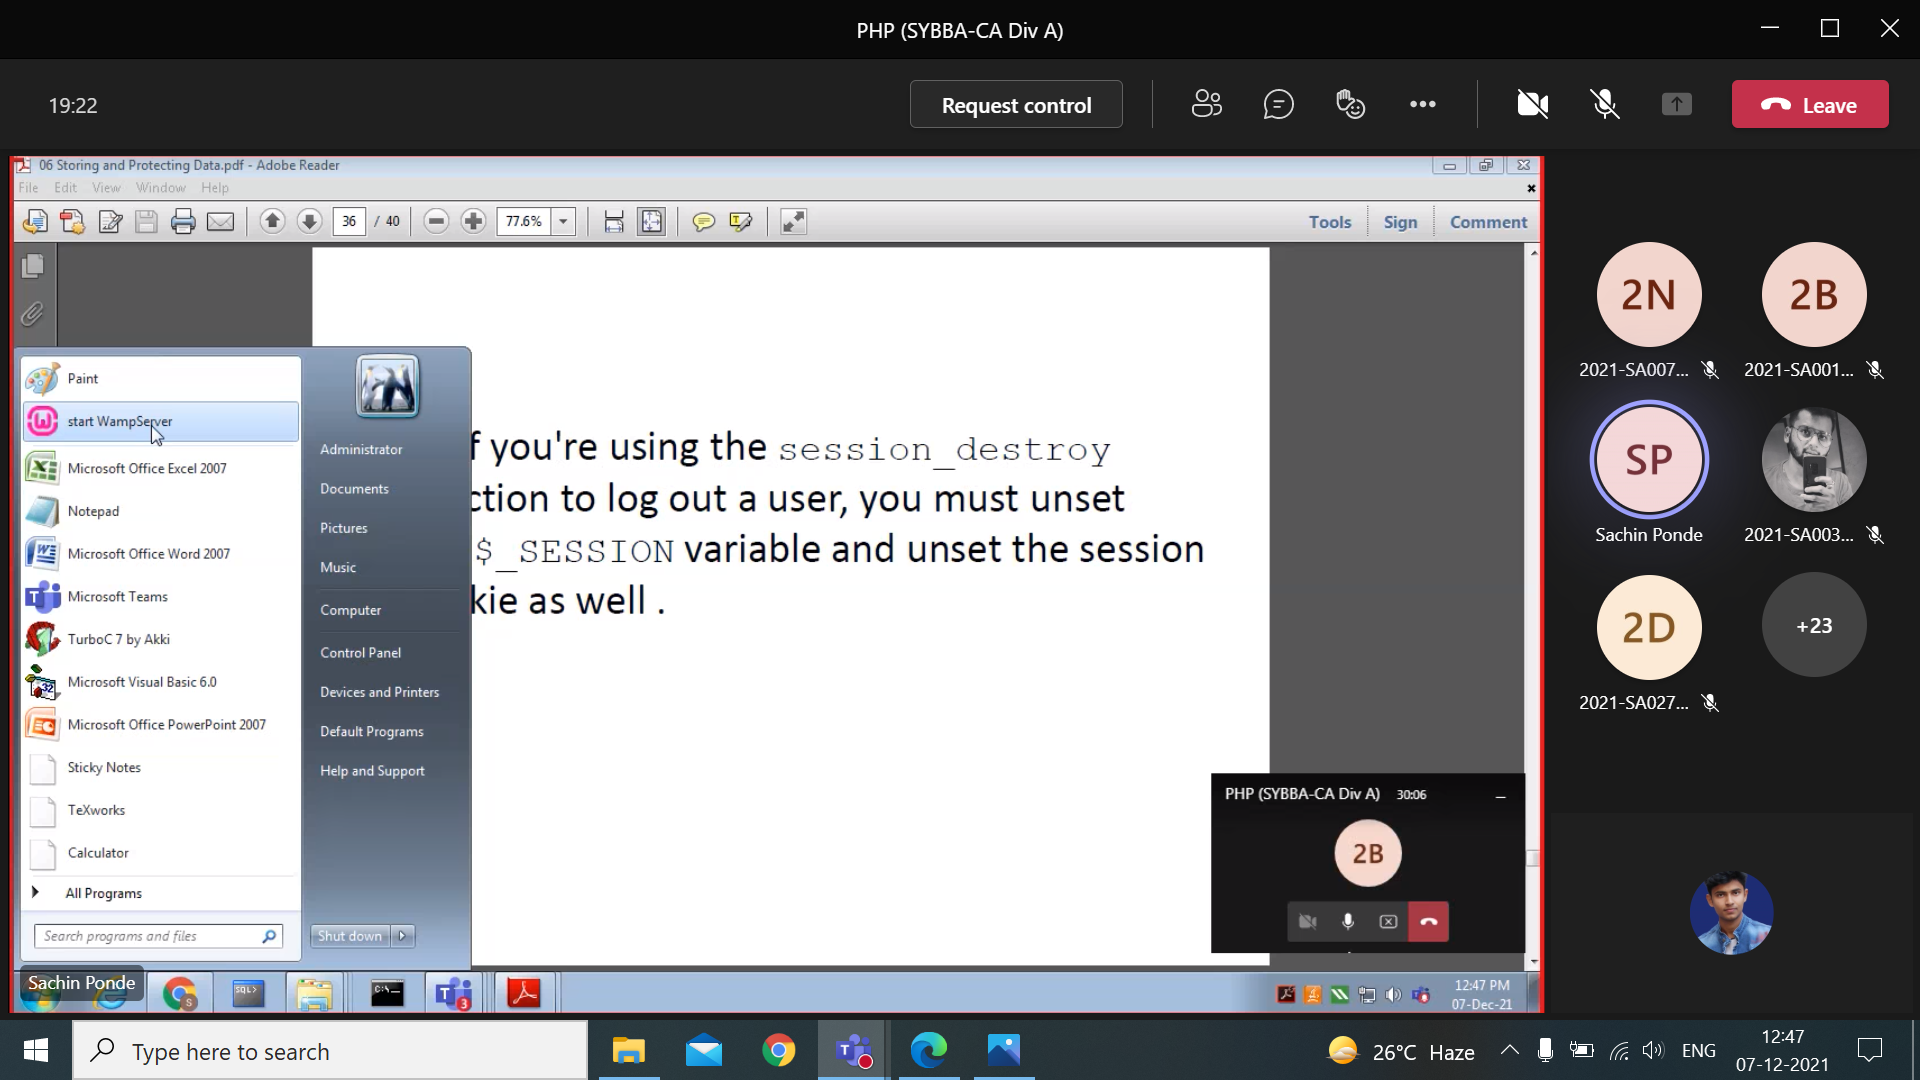 PHP (SYBBA-CA Div A)
19:22
Request control
Leave
06 Storing and Protecting Data.pdf - Adobe Reader
File Edit View Window Help
36 / 40
77.6%
Tools Sign Comment
Paint
start WampServer
Microsoft Office Excel 2007
Notepad
Microsoft Office Word 2007
Microsoft Teams
TurboC 7 by Akki
Microsoft Visual Basic 6.0
Microsoft Office PowerPoint 2007
Sticky Notes
TeXworks
Calculator
All Programs
Search programs and files
Administrator
Documents
Pictures
Music
Computer
Control Panel
Devices and Printers
Default Programs
Help and Support
Shut down
f you're using the session_destroy
ction to log out a user, you must unset
$_SESSION variable and unset the session
kie as well .
PHP (SYBBA-CA Div A) 30:06
2B
2N
2021-SA007...
2B
2021-SA001...
SP
Sachin Ponde
2021-SA003...
2D
2021-SA027...
+23
Sachin Ponde
SQL>
C:\
12:47 PM
07-Dec-21
Type here to search
26°C Haze
ENG
12:47
07-12-2021